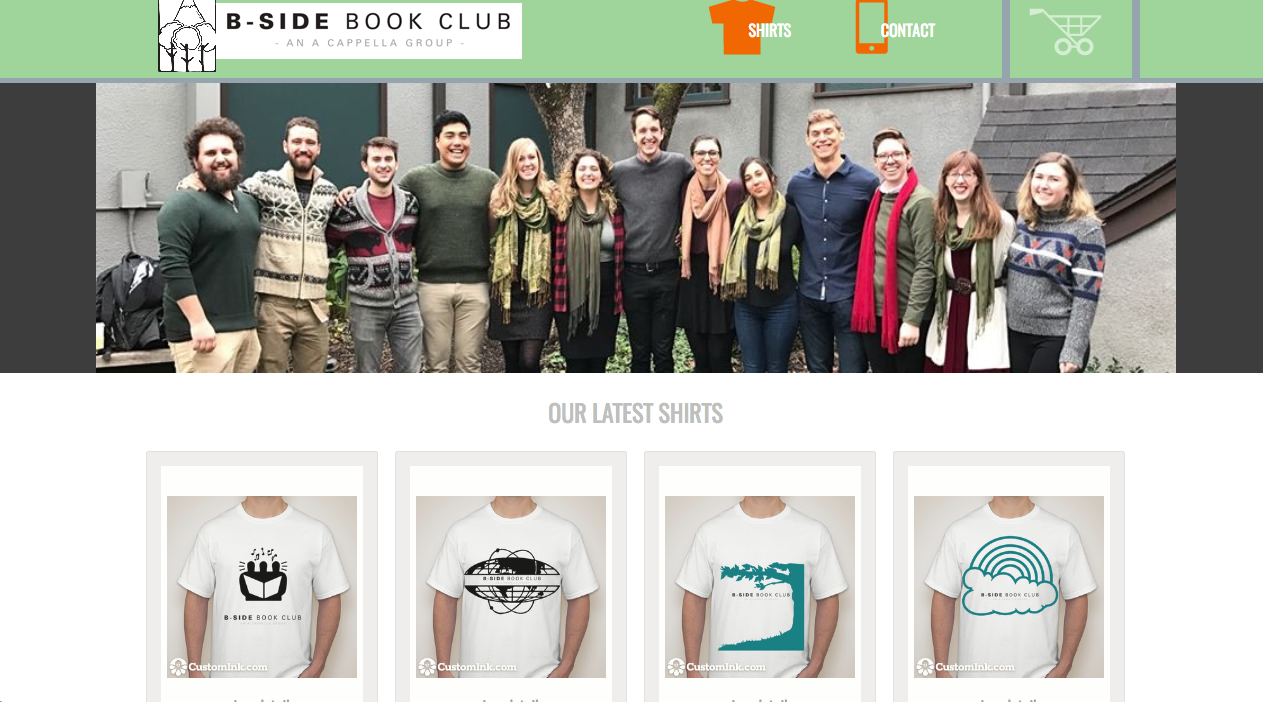 B-SIDE BOOK CLUB
- AN A CAPPELLA GROUP -
SHIRTS
CONTACT
OUR LATEST SHIRTS
B-SIDE BOOK CLUB
CustomInk.com
B-SIDE BOOK CLUB
CustomInk.com
B-SIDE BOOK CLUB
CustomInk.com
B-SIDE BOOK CLUB
CustomInk.com